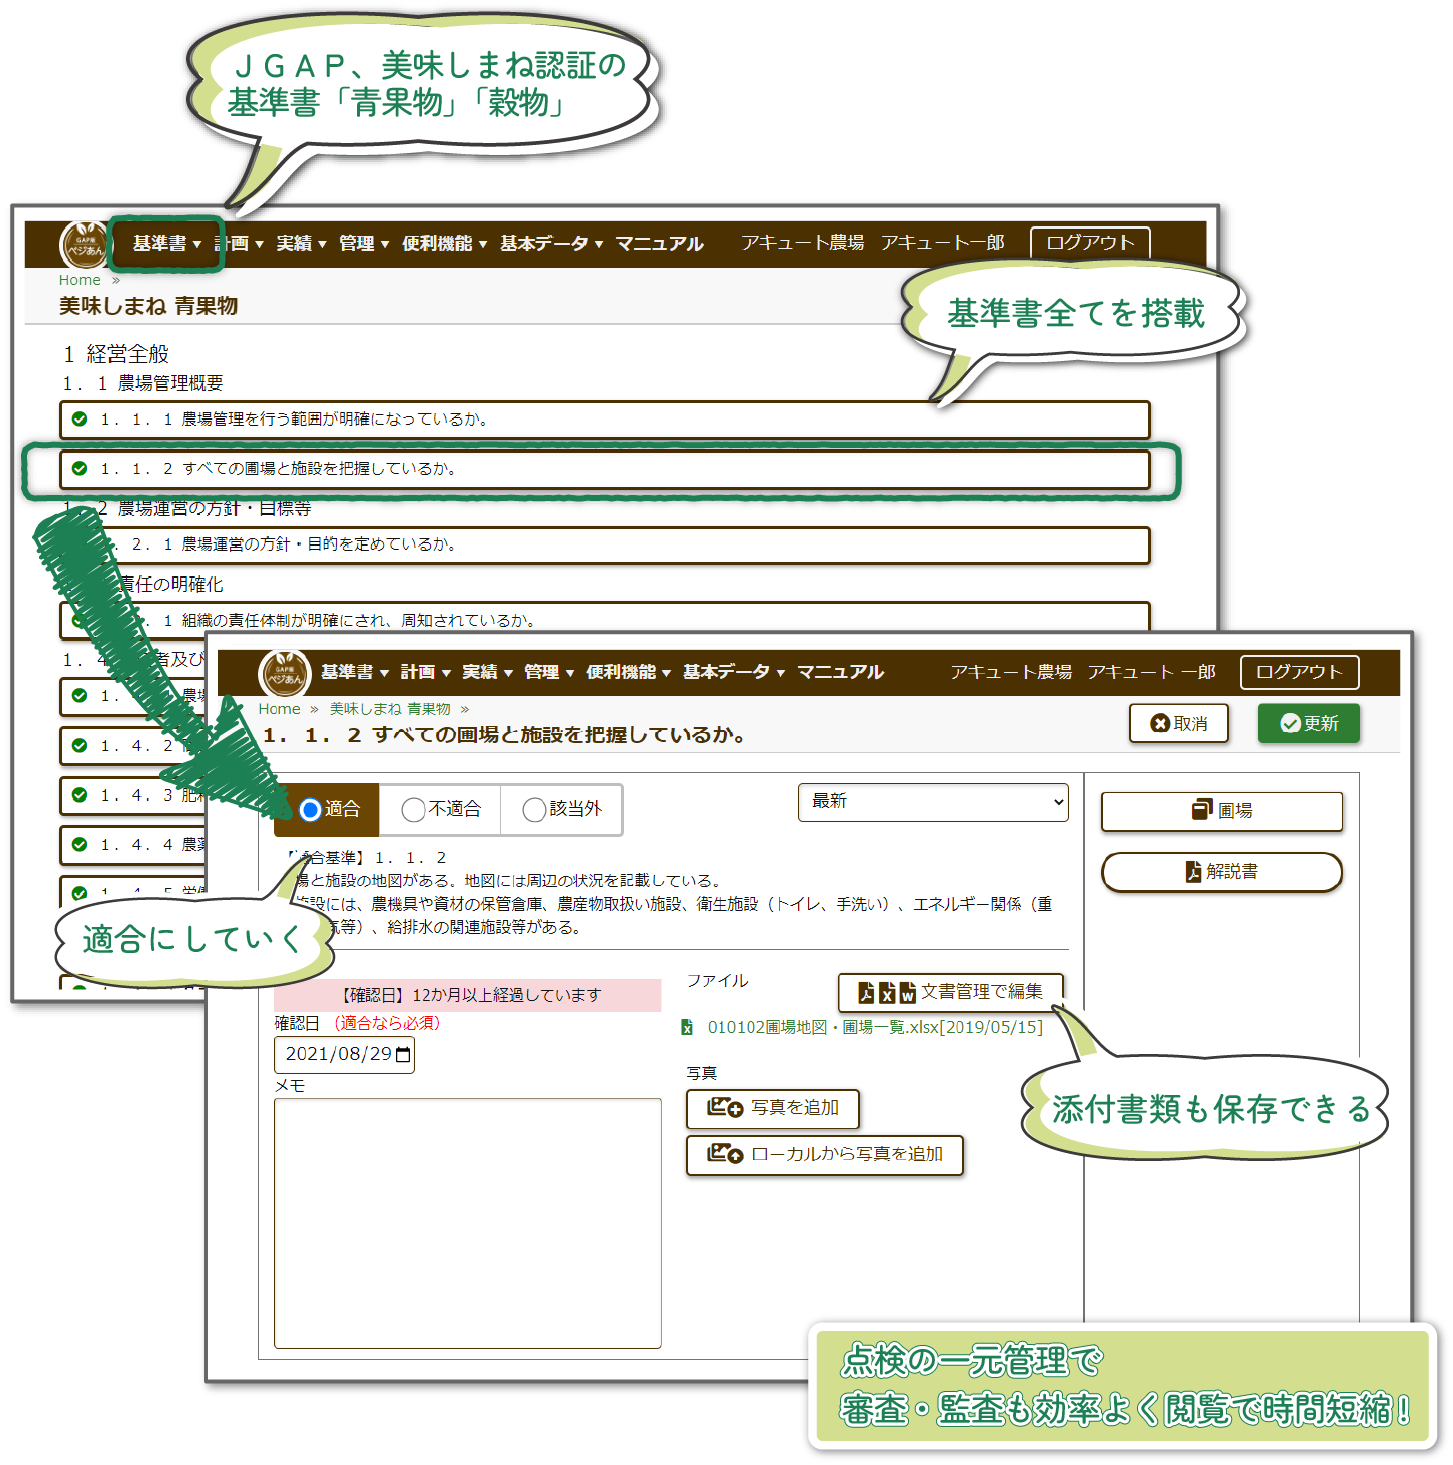 ＪＧＡＰ、美味しまね認証の
基準書「青果物」「穀物」
GAP版
ベジあん
基準書 計画 実績 管理 便利機能 基本データ マニュアル アキュート農場 アキュート一郎 ログアウト
Home »
美味しまね 青果物
基準書全てを搭載
1 経営全般
1．1 農場管理概要
1．1．1 農場管理を行う範囲が明確になっているか。
1．1．2 すべての圃場と施設を把握しているか。
1．2 農場運営の方針・目標等
．2．1 農場運営の方針・目的を定めているか。
責任の明確化
．1 組織の責任体制が明確にされ、周知されているか。
1．4 者及び
1．4 農場
1．4．2
1．4．3 肥料
1．4．4 農薬
1．4．5 労働
GAP版
ベジあん
基準書 計画 実績 管理 便利機能 基本データ マニュアル アキュート農場 アキュート 一郎 ログアウト
Home » 美味しまね 青果物 »
1．1．2 すべての圃場と施設を把握しているか。
取消 更新
適合 不適合 該当外 最新
圃場
解説書
【適合基準】1．1．2
場と施設の地図がある。地図には周辺の状況を記載している。
施設には、農機具や資材の保管倉庫、農産物取扱い施設、衛生施設（トイレ、手洗い）、エネルギー関係（重
気等）、給排水の関連施設等がある。
適合にしていく
【確認日】12か月以上経過しています
確認日 （適合なら必須）
2021/08/29
メモ
ファイル
文書管理で編集
010102圃場地図・圃場一覧.xlsx[2019/05/15]
写真
写真を追加
ローカルから写真を追加
添付書類も保存できる
点検の一元管理で
審査・監査も効率よく閲覧で時間短縮！